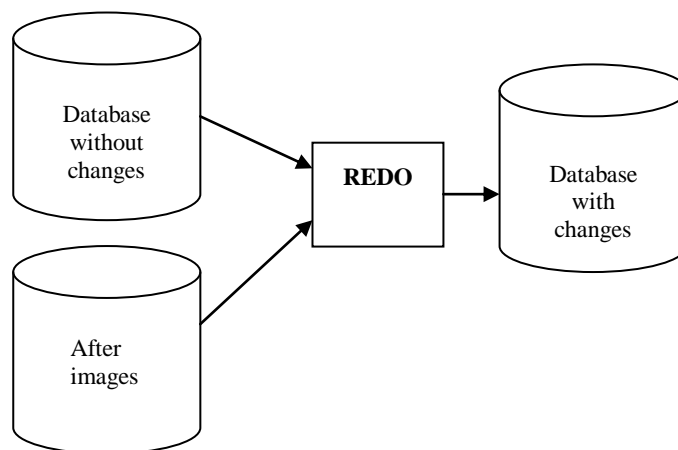 Database
without
changes
REDO
Database
with
changes
After
images